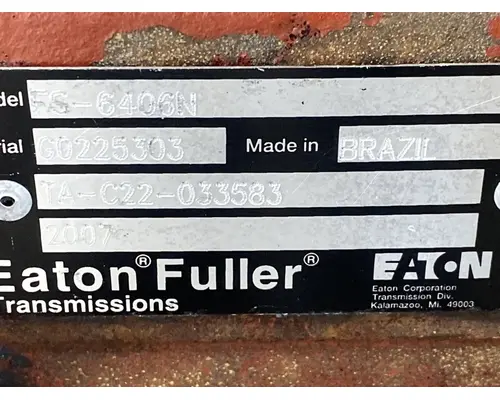 del FS-6406N
rial G0225303 Made in BRAZIL
TA-C22-033583
2007
Eaton® Fuller® EATON
Transmissions
Eaton Corporation
Transmission Div.
Kalamazoo, Mi. 49003